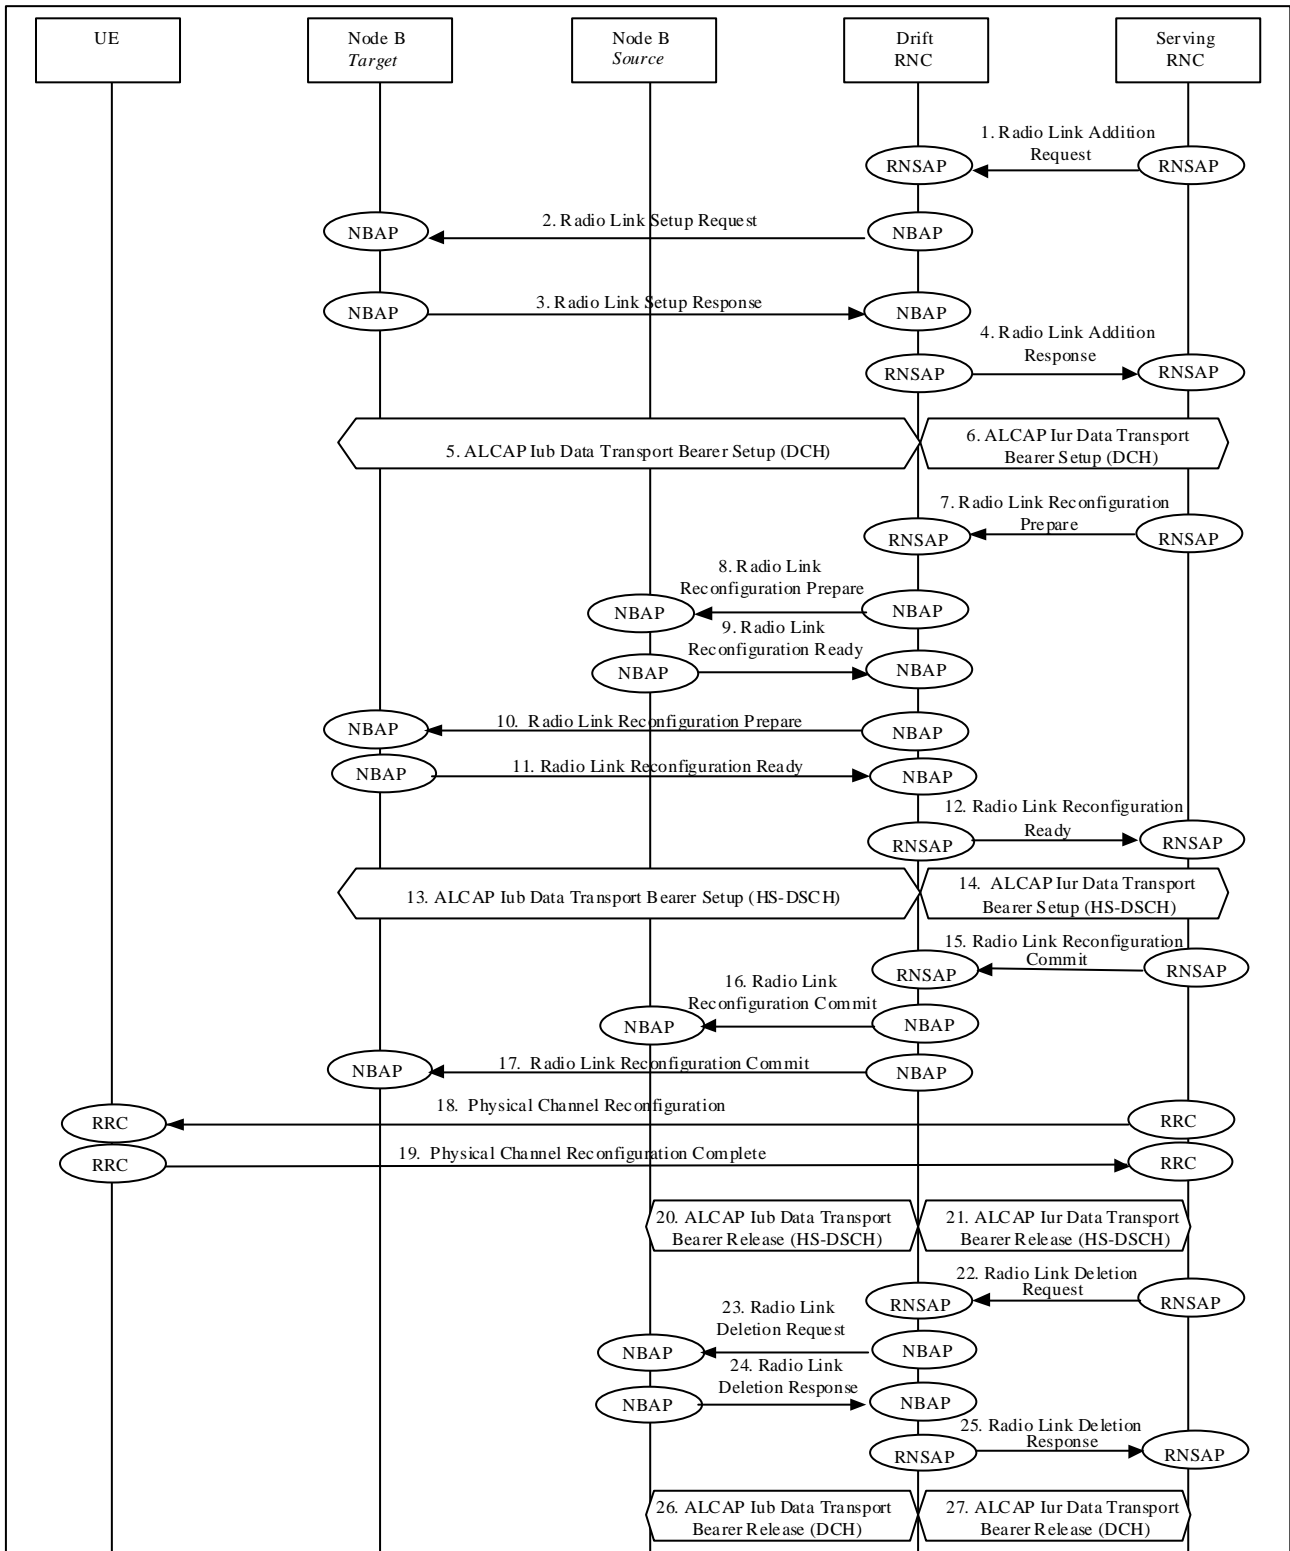 UE
Node B
Target
Node B
Source
Drift
RNC
Serving
RNC
1. Radio Link Addition
Request
RNSAP
RNSAP
2. Radio Link Setup Request
NBAP
NBAP
3. Radio Link Setup Response
NBAP
NBAP
4. Radio Link Addition
Response
RNSAP
RNSAP
5. ALCAP Iub Data Transport Bearer Setup (DCH)
6. ALCAP Iur Data Transport
Bearer Setup (DCH)
7. Radio Link Reconfiguration
Prepare
RNSAP
RNSAP
8. Radio Link
Reconfiguration Prepare
NBAP
NBAP
9. Radio Link
Reconfiguration Ready
NBAP
NBAP
10. Radio Link Reconfiguration Prepare
NBAP
NBAP
11. Radio Link Reconfiguration Ready
NBAP
NBAP
12. Radio Link Reconfiguration
Ready
RNSAP
RNSAP
13. ALCAP Iub Data Transport Bearer Setup (HS-DSCH)
14. ALCAP Iur Data Transport
Bearer Setup (HS-DSCH)
15. Radio Link Reconfiguration
Commit
RNSAP
RNSAP
16. Radio Link
Reconfiguration Commit
NBAP
NBAP
17. Radio Link Reconfiguration Commit
NBAP
NBAP
18. Physical Channel Reconfiguration
RRC
RRC
19. Physical Channel Reconfiguration Complete
RRC
RRC
20. ALCAP Iub Data Transport
Bearer Release (HS-DSCH)
21. ALCAP Iur Data Transport
Bearer Release (HS-DSCH)
22. Radio Link Deletion
Request
RNSAP
RNSAP
23. Radio Link
Deletion Request
NBAP
NBAP
24. Radio Link
Deletion Response
NBAP
NBAP
25. Radio Link Deletion
Response
RNSAP
RNSAP
26. ALCAP Iub Data Transport
Bearer Release (DCH)
27. ALCAP Iur Data Transport
Bearer Release (DCH)